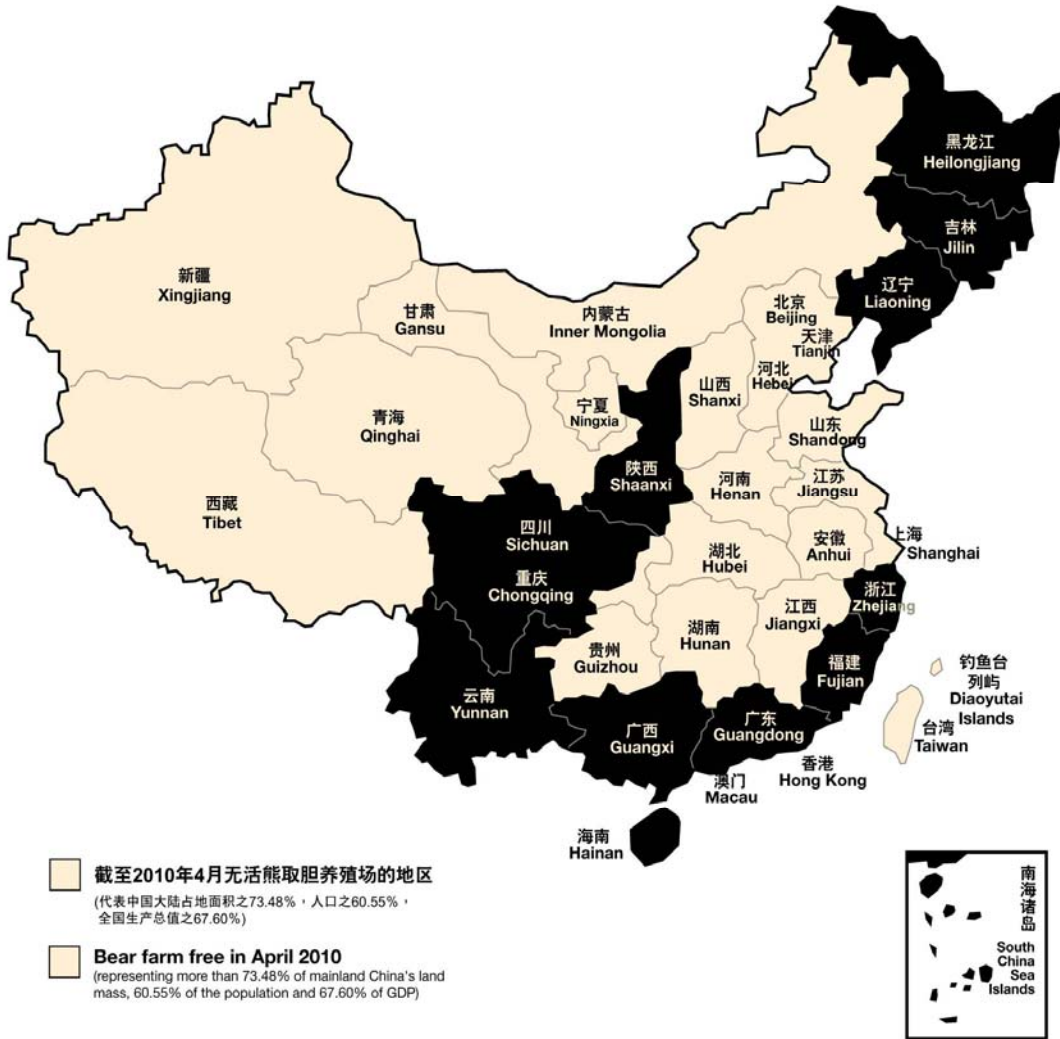 黑龙江
Heilongjiang
吉林
Jilin
辽宁
Liaoning
新疆
Xingjiang
甘肃
Gansu
内蒙古
Inner Mongolia
北京
Beijing
天津
Tianjin
河北
Hebei
山西
Shanxi
宁夏
Ningxia
青海
Qinghai
山东
Shandong
陕西
Shaanxi
河南
Henan
江苏
Jiangsu
西藏
Tibet
四川
Sichuan
安徽
Anhui
上海
Shanghai
湖北
Hubei
重庆
Chongqing
浙江
Zhejiang
江西
Jiangxi
湖南
Hunan
贵州
Guizhou
福建
Fujian
钓鱼台
列屿
Diaoyutai
Islands
云南
Yunnan
广西
Guangxi
广东
Guangdong
台湾
Taiwan
香港
Hong Kong
澳门
Macau
海南
Hainan
截至2010年4月无活熊取胆养殖场的地区
(代表中国大陆占地面积之73.48%，人口之60.55%，
全国生产总值之67.60%)
Bear farm free in April 2010
(representing more than 73.48% of mainland China's land
mass, 60.55% of the population and 67.60% of GDP)
南海诸岛
South
China
Sea
Islands